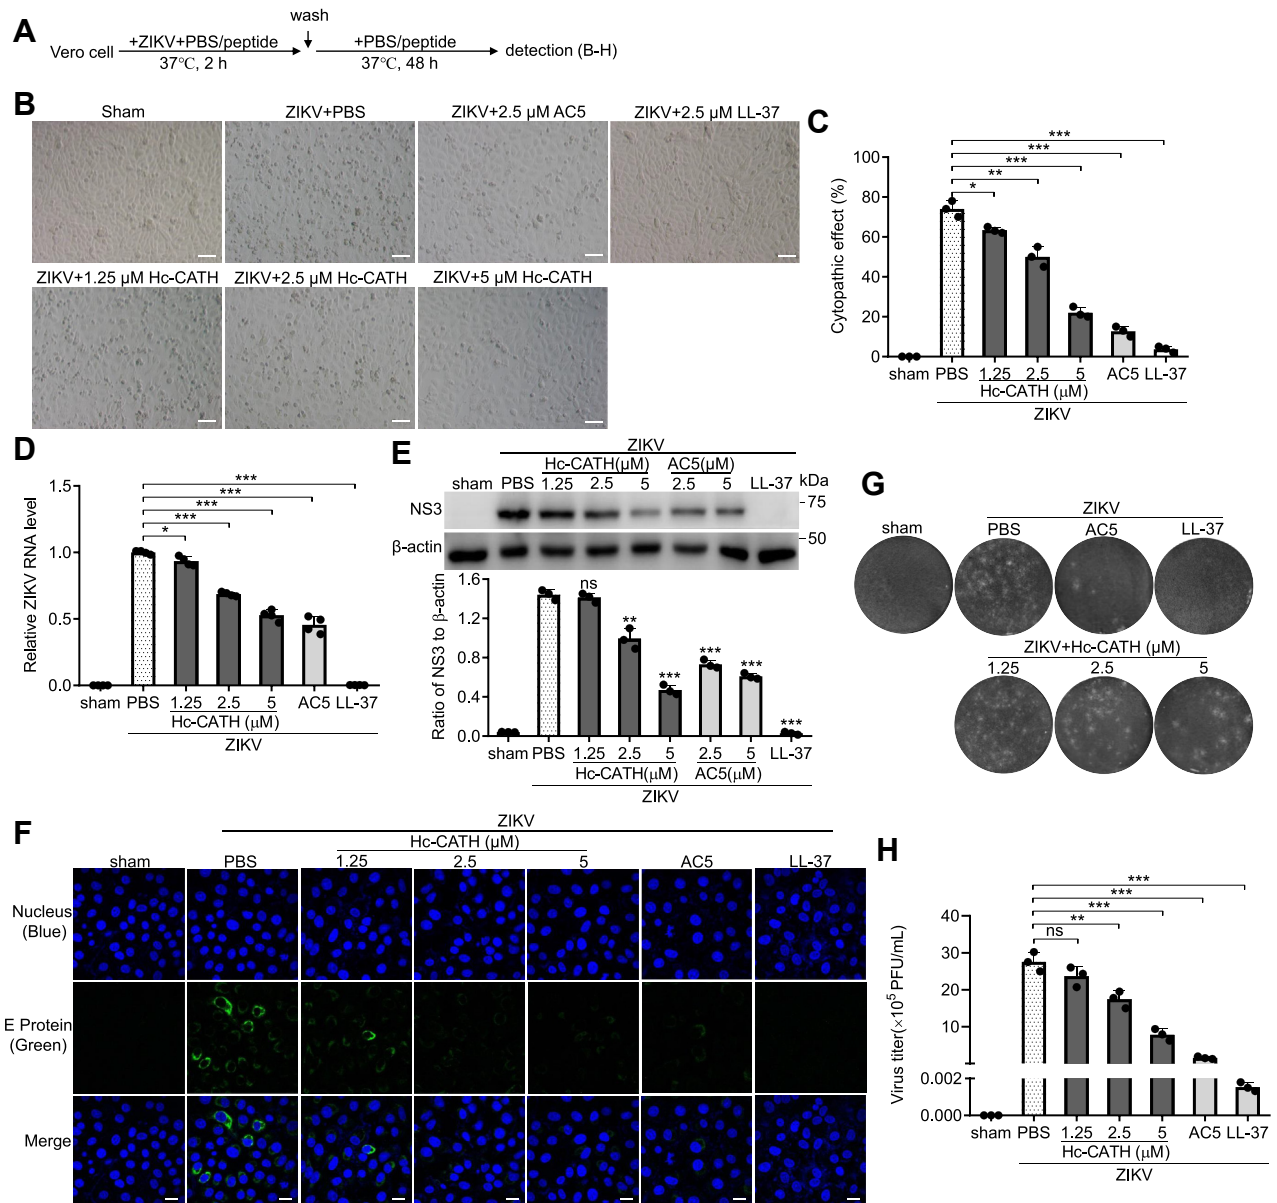 A
wash
Vero cell +ZIKV+PBS/peptide +PBS/peptide detection (B-H)
37℃, 2 h 37℃, 48 h
B
Sham ZIKV+PBS ZIKV+2.5 µM AC5 ZIKV+2.5 µM LL-37
ZIKV+1.25 µM Hc-CATH ZIKV+2.5 µM Hc-CATH ZIKV+5 µM Hc-CATH
C
Cytopathic effect (%)
***
***
***
**
*
100
80
60
40
20
0
sham PBS 1.25 2.5 5 AC5 LL-37
Hc-CATH (μM)
ZIKV
D
Relative ZIKV RNA level
***
***
***
***
*
1.5
1.0
0.5
0.0
sham PBS 1.25 2.5 5 AC5 LL-37
Hc-CATH (μM)
ZIKV
E
ZIKV
Hc-CATH(μM) AC5(μM)
sham PBS 1.25 2.5 5 2.5 5 LL-37 kDa
NS3 75
β-actin 50
Ratio of NS3 to β-actin
1.6
1.2
0.8
0.4
0.0
ns ** *** *** *** ***
sham PBS 1.25 2.5 5 2.5 5 LL-37
Hc-CATH(μM) AC5(μM)
ZIKV
F
ZIKV
Hc-CATH (μM)
sham PBS 1.25 2.5 5 AC5 LL-37
Nucleus
(Blue)
E Protein
(Green)
Merge
G
ZIKV
sham PBS AC5 LL-37
ZIKV+Hc-CATH (μM)
1.25 2.5 5
H
Virus titer(×10⁵ PFU/mL)
***
***
***
**
ns
40
30
20
10
0.002
0.000
sham PBS 1.25 2.5 5 AC5 LL-37
Hc-CATH (μM)
ZIKV